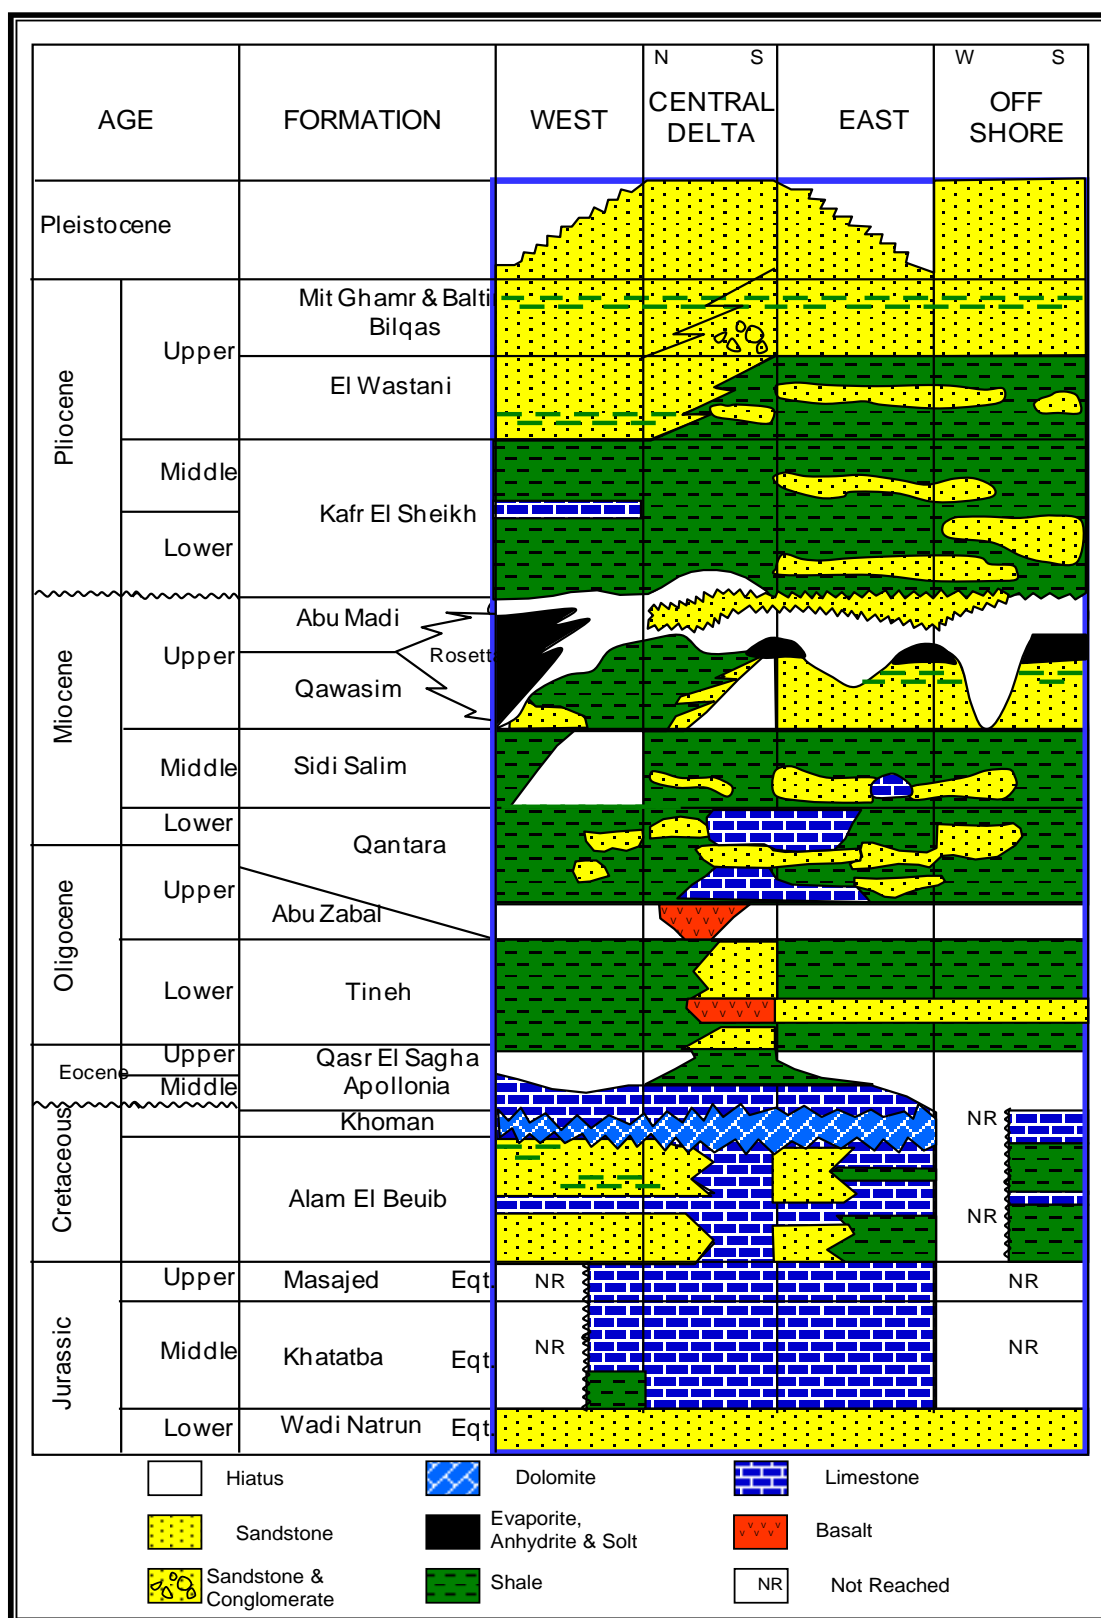 N S W S
AGE FORMATION WEST CENTRAL DELTA EAST OFF SHORE
Pleistocene
Pliocene
Upper
Mit Ghamr & Balti
Bilqas
El Wastani
Middle
Kafr El Sheikh
Lower
Miocene
Upper
Abu Madi
Rosetta
Qawasim
Middle
Sidi Salim
Lower
Qantara
Oligocene
Upper
Abu Zabal
Lower
Tineh
Eocene
Upper
Middle
Qasr El Sagha
Apollonia
Cretaceous
Khoman
NR
Alam El Beuib
NR
Jurassic
Upper
Masajed Eqt.
NR NR
Middle
Khatatba Eqt.
NR NR
Lower
Wadi Natrun Eqt.
Hiatus Dolomite Limestone
Sandstone
Evaporite,
Anhydrite & Solt
Basalt
Sandstone &
Conglomerate
Shale
NR Not Reached